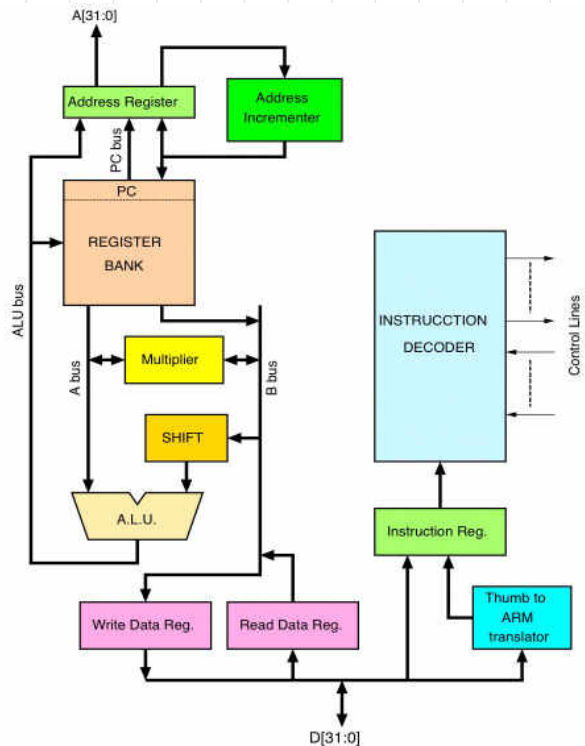 A[31:0]
Address Register
Address
Incrementer
PC bus
PC
REGISTER
BANK
ALU bus
A bus
Multiplier
B bus
SHIFT
A.L.U.
INSTRUCCTION
DECODER
Control Lines
Instruction Reg.
Write Data Reg.
Read Data Reg.
Thumb to
ARM
translator
D[31:0]